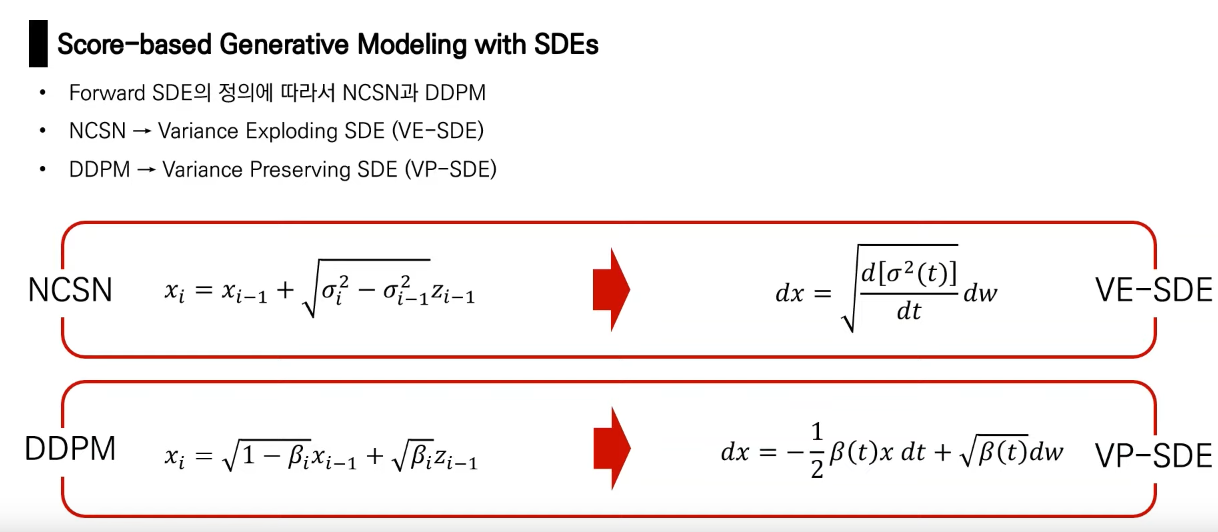 Score-based Generative Modeling with SDEs
• Forward SDE의 정의에 따라서 NCSN과 DDPM
• NCSN → Variance Exploding SDE (VE-SDE)
• DDPM → Variance Preserving SDE (VP-SDE)
NCSN $x_i = x_{i-1} + \sqrt{\sigma_i^2 - \sigma_{i-1}^2} z_{i-1}$ $dx = \sqrt{\frac{d[\sigma^2(t)]}{dt}} dw$ VE-SDE
DDPM $x_i = \sqrt{1 - \beta_i} x_{i-1} + \sqrt{\beta_i} z_{i-1}$ $dx = -\frac{1}{2}\beta(t)x\,dt + \sqrt{\beta(t)} dw$ VP-SDE